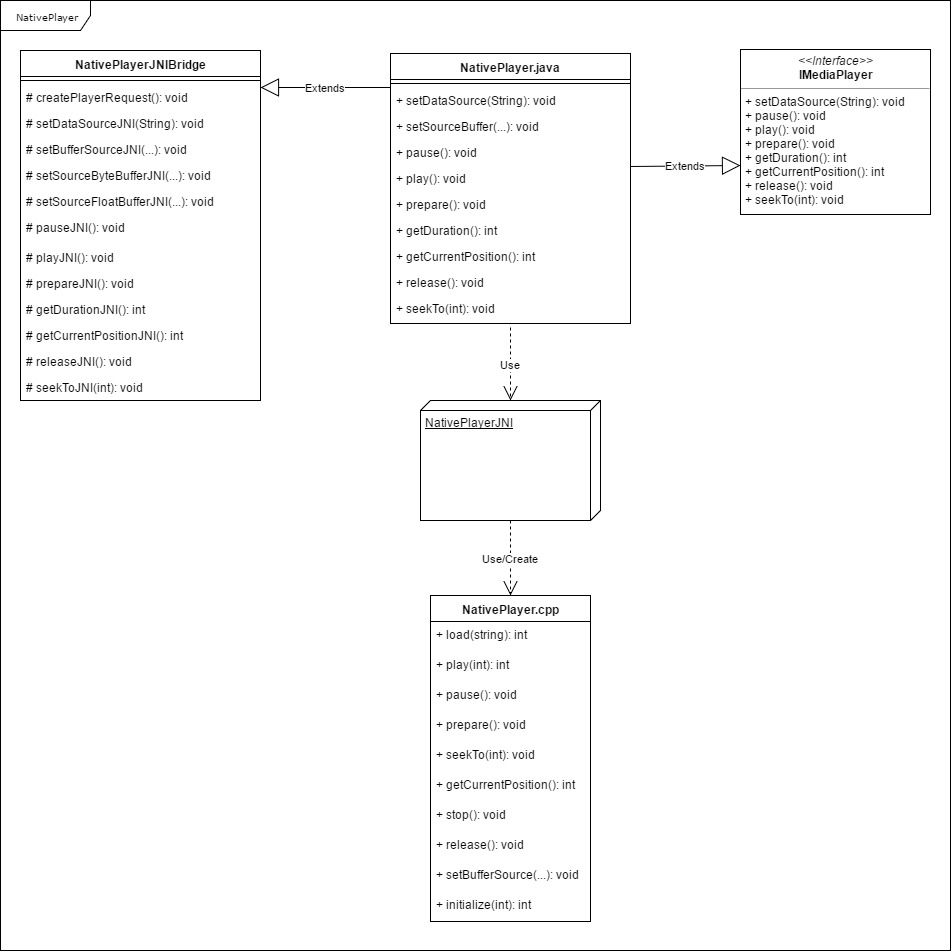 NativePlayer
NativePlayerJNIBridge
# createPlayerRequest(): void
# setDataSourceJNI(String): void
# setBufferSourceJNI(...): void
# setSourceByteBufferJNI(...): void
# setSourceFloatBufferJNI(...): void
# pauseJNI(): void
# playJNI(): void
# prepareJNI(): void
# getDurationJNI(): int
# getCurrentPositionJNI(): int
# releaseJNI(): void
# seekToJNI(int): void
Extends
NativePlayer.java
+ setDataSource(String): void
+ setSourceBuffer(...): void
+ pause(): void
+ play(): void
+ prepare(): void
+ getDuration(): int
+ getCurrentPosition(): int
+ release(): void
+ seekTo(int): void
Extends
<<Interface>>
IMediaPlayer
+ setDataSource(String): void
+ pause(): void
+ play(): void
+ prepare(): void
+ getDuration(): int
+ getCurrentPosition(): int
+ release(): void
+ seekTo(int): void
Use
NativePlayerJNI
Use/Create
NativePlayer.cpp
+ load(string): int
+ play(int): int
+ pause(): void
+ prepare(): void
+ seekTo(int): void
+ getCurrentPosition(): int
+ stop(): void
+ release(): void
+ setBufferSource(...): void
+ initialize(int): int